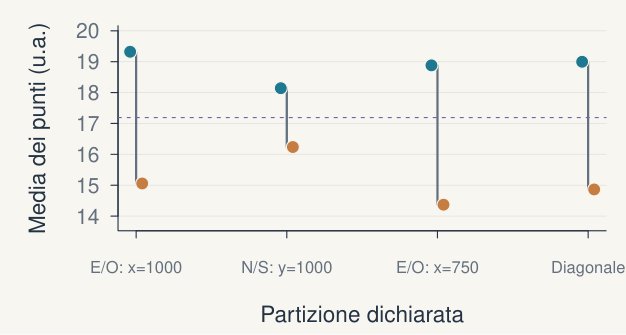 Media dei punti (u.a.)
20
19
18
17
16
15
14
E/O: x=1000 N/S: y=1000 E/O: x=750 Diagonale
Partizione dichiarata